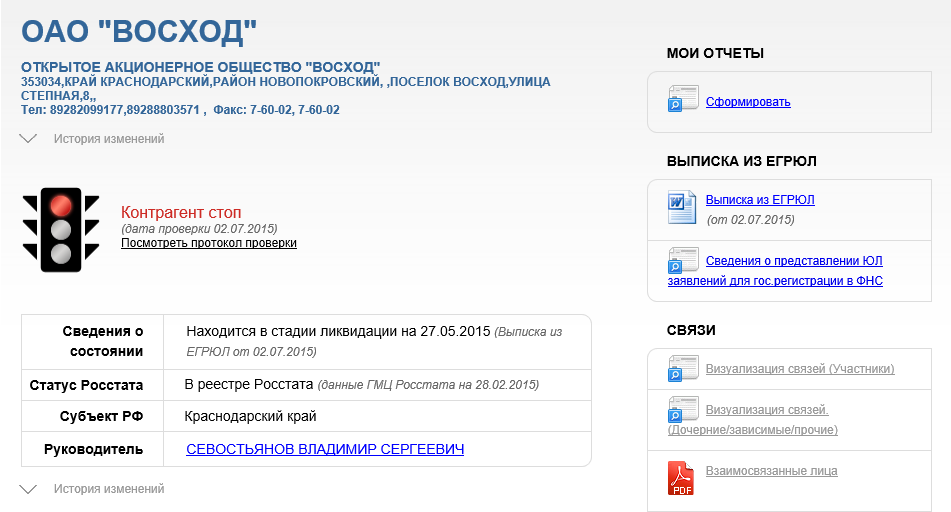 ОАО "ВОСХОД"
ОТКРЫТОЕ АКЦИОНЕРНОЕ ОБЩЕСТВО "ВОСХОД"
353034,КРАЙ КРАСНОДАРСКИЙ,РАЙОН НОВОПОКРОВСКИЙ, ,ПОСЕЛОК ВОСХОД,УЛИЦА
СТЕПНАЯ,8,,
Тел: 89282099177,89288803571 , Факс: 7-60-02, 7-60-02
История изменений
Контрагент стоп
(дата проверки 02.07.2015)
Посмотреть протокол проверки
Сведения о
состоянии
Находится в стадии ликвидации на 27.05.2015 (Выписка из
ЕГРЮЛ от 02.07.2015)
Статус Росстата
В реестре Росстата (данные ГМЦ Росстата на 28.02.2015)
Субъект РФ
Краснодарский край
Руководитель
СЕВОСТЬЯНОВ ВЛАДИМИР СЕРГЕЕВИЧ
История изменений
МОИ ОТЧЕТЫ
Сформировать
ВЫПИСКА ИЗ ЕГРЮЛ
Выписка из ЕГРЮЛ
(от 02.07.2015)
Сведения о представлении ЮЛ
заявлений для гос.регистрации в ФНС
СВЯЗИ
Визуализация связей (Участники)
Визуализация связей.
(Дочерние/зависимые/прочие)
PDF
Взаимосвязанные лица